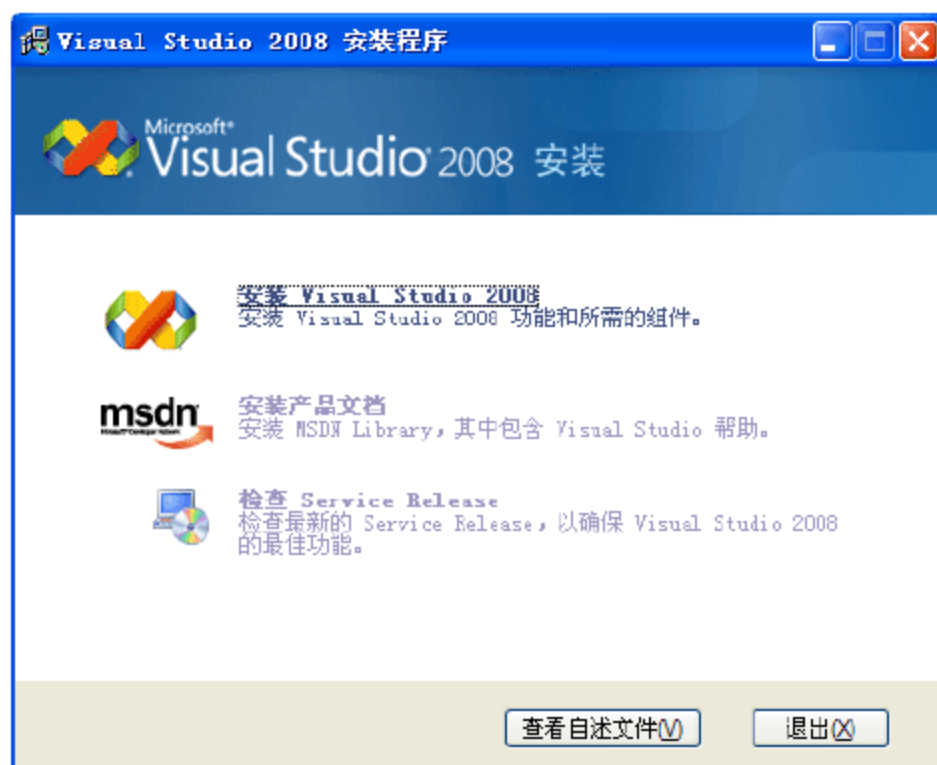 Visual Studio 2008 安装程序
Microsoft®
Visual Studio® 2008 安装
安装 Visual Studio 2008
安装 Visual Studio 2008 功能和所需的组件。
msdn
安装产品文档
安装 MSDN Library，其中包含 Visual Studio 帮助。
检查 Service Release
检查最新的 Service Release，以确保 Visual Studio 2008
的最佳功能。
查看自述文件(V)
退出(X)